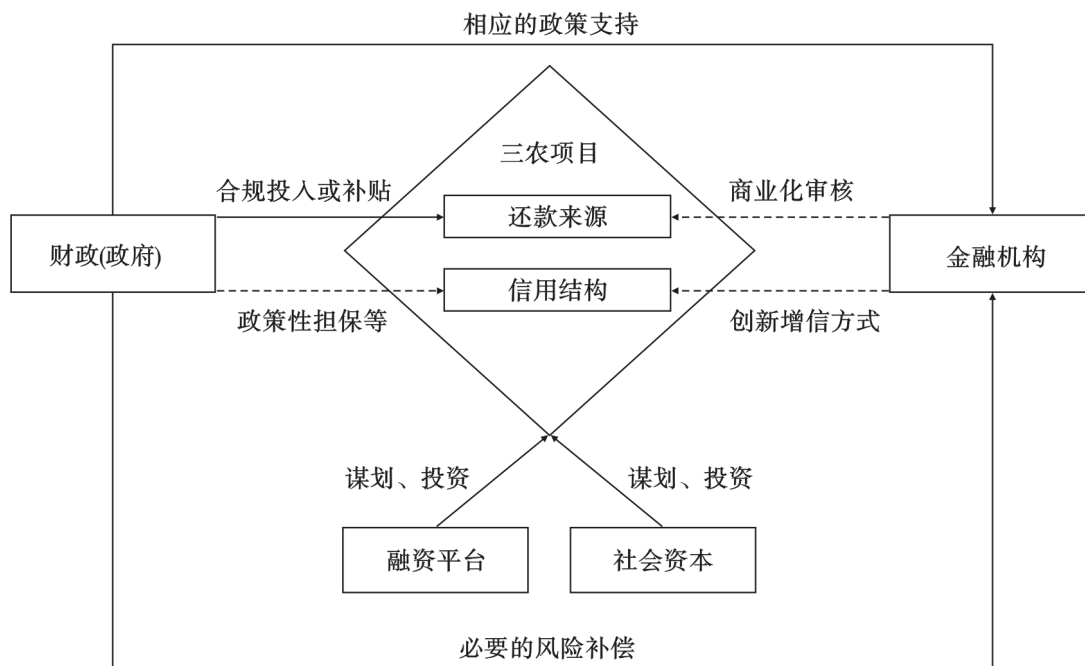 相应的政策支持
三农项目
合规投入或补贴
商业化审核
还款来源
财政(政府)
金融机构
信用结构
政策性担保等
创新增信方式
谋划、投资
谋划、投资
融资平台
社会资本
必要的风险补偿